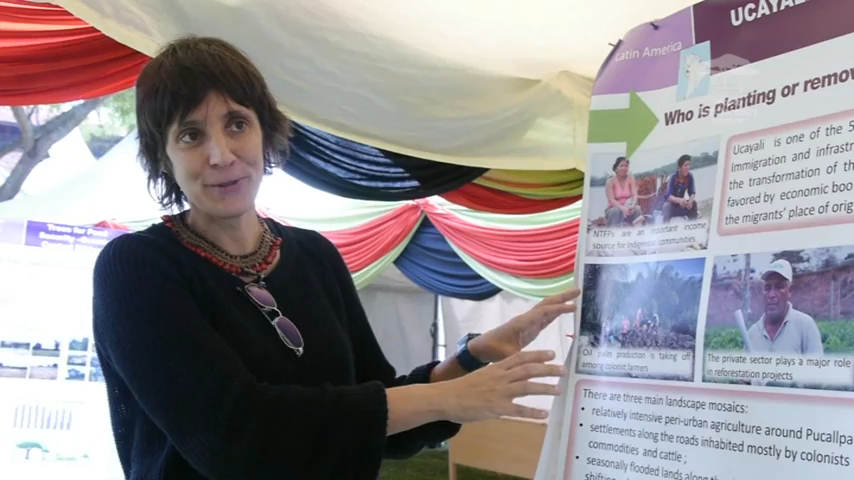 UCAYAL
Latin America
Who is planting or remov
Ucayali is one of the 5
Immigration and infrastr
the transformation of th
favored by economic boo
the migrants' place of orig
NTFPs are an important income
source for indigenous communities
Oil palm production is taking off
among colonist farmers
The private sector plays a major role
in reforestation projects
There are three main landscape mosaics:
• relatively intensive peri-urban agriculture around Pucallpa
• settlements along the roads inhabited mostly by colonists
commodities and cattle ;
• seasonally flooded lands along the
shifting
Trees for Food